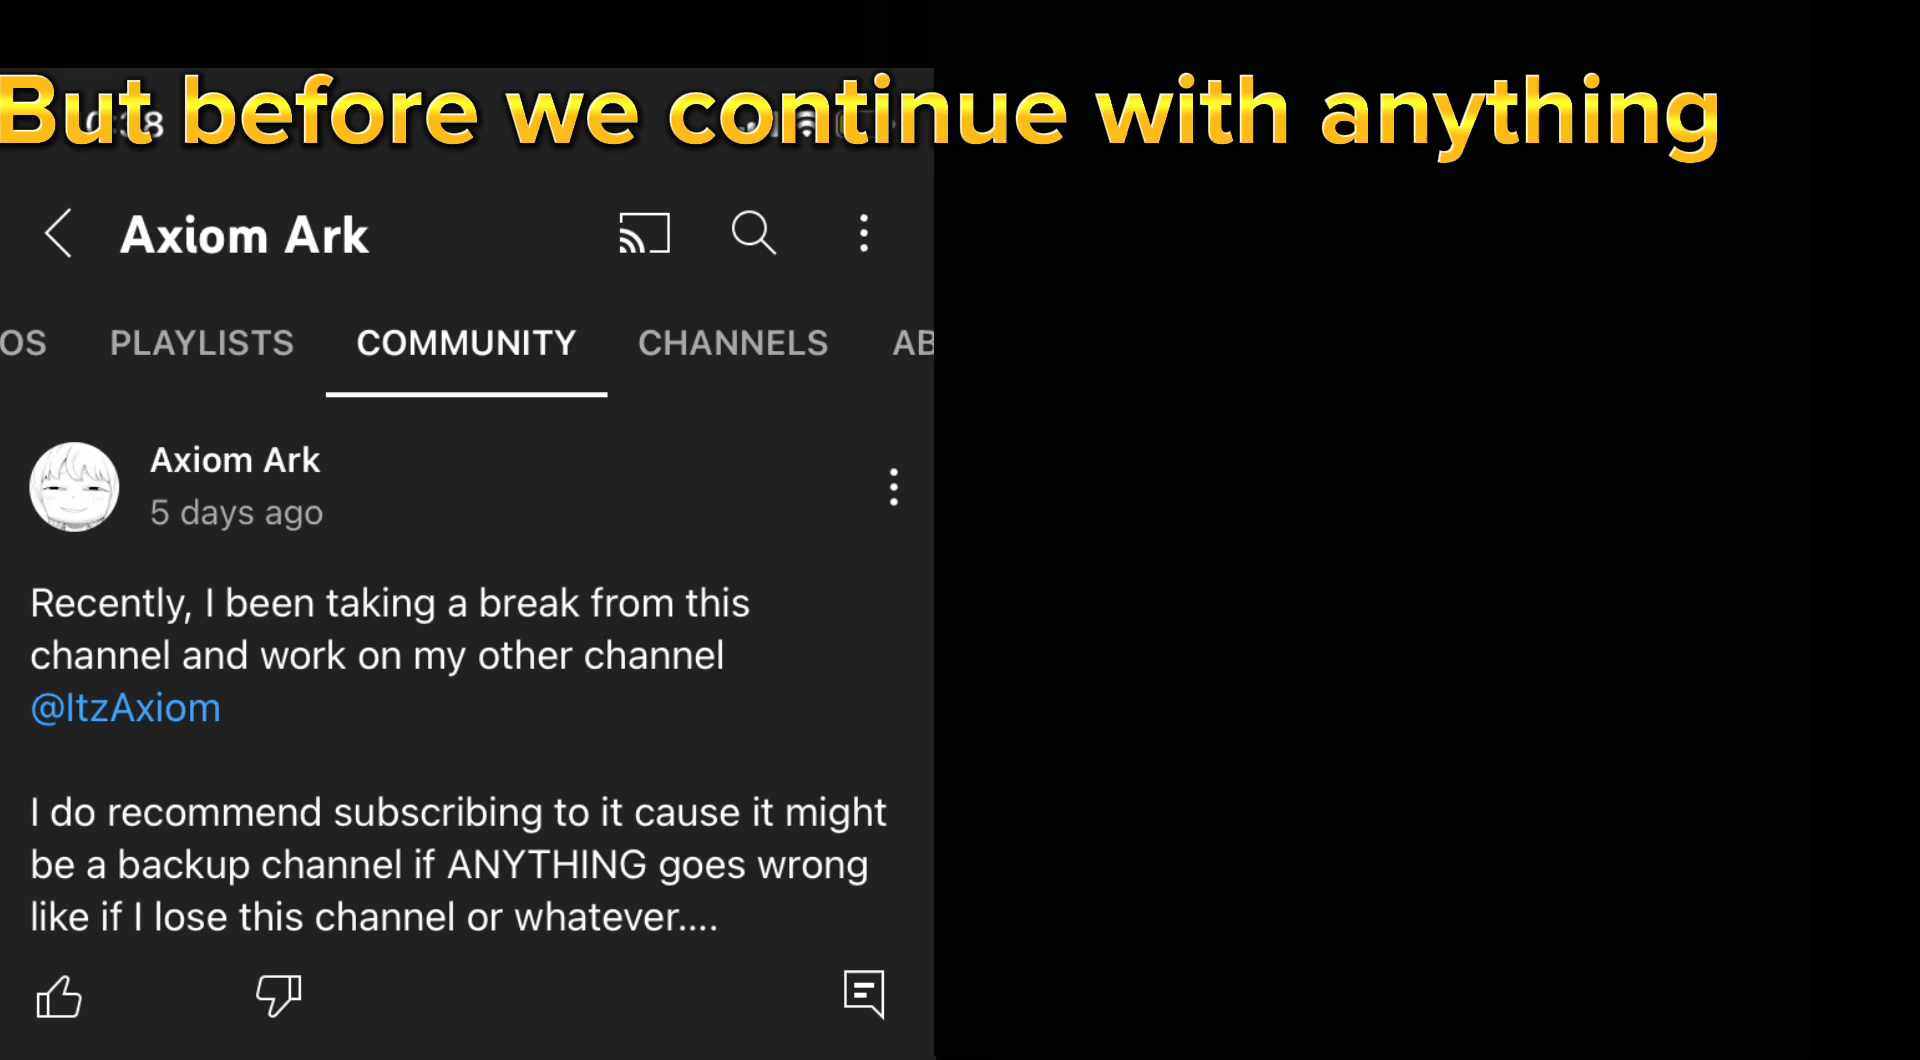 But before we continue with anything
Axiom Ark
OS PLAYLISTS COMMUNITY CHANNELS AB
Axiom Ark
5 days ago
Recently, I been taking a break from this
channel and work on my other channel
@ItzAxiom
I do recommend subscribing to it cause it might
be a backup channel if ANYTHING goes wrong
like if I lose this channel or whatever....